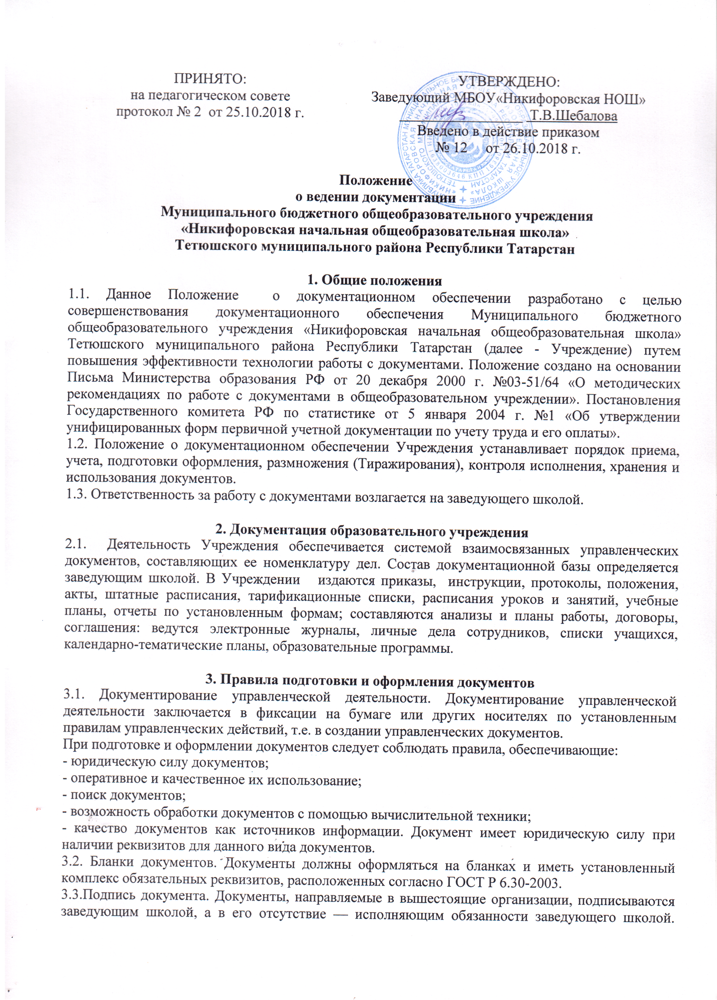 ПРИНЯТО:
на педагогическом совете
протокол № 2 от 25.10.2018 г.
УТВЕРЖДЕНО:
Заведующий МБОУ«Никифоровская НОШ»
Т.В.Шебалова
Введено в действие приказом
№ 12 от 26.10.2018 г.
Положение
о ведении документации
Муниципального бюджетного общеобразовательного учреждения
«Никифоровская начальная общеобразовательная школа»
Тетюшского муниципального района Республики Татарстан
1. Общие положения
1.1. Данное Положение о документационном обеспечении разработано с целью
совершенствования документационного обеспечения Муниципального бюджетного
общеобразовательного учреждения «Никифоровская начальная общеобразовательная школа»
Тетюшского муниципального района Республики Татарстан (далее - Учреждение) путем
повышения эффективности технологии работы с документами. Положение создано на основании
Письма Министерства образования РФ от 20 декабря 2000 г. №03-51/64 «О методических
рекомендациях по работе с документами в общеобразовательном учреждении». Постановления
Государственного комитета РФ по статистике от 5 января 2004 г. №1 «Об утверждении
унифицированных форм первичной учетной документации по учету труда и его оплаты».
1.2. Положение о документационном обеспечении Учреждения устанавливает порядок приема,
учета, подготовки оформления, размножения (Тиражирования), контроля исполнения, хранения и
использования документов.
1.3. Ответственность за работу с документами возлагается на заведующего школой.
2. Документация образовательного учреждения
2.1. Деятельность Учреждения обеспечивается системой взаимосвязанных управленческих
документов, составляющих ее номенклатуру дел. Состав документационной базы определяется
заведующим школой. В Учреждении издаются приказы, инструкции, протоколы, положения,
акты, штатные расписания, тарификационные списки, расписания уроков и занятий, учебные
планы, отчеты по установленным формам; составляются анализы и планы работы, договоры,
соглашения: ведутся электронные журналы, личные дела сотрудников, списки учащихся,
календарно-тематические планы, образовательные программы.
3. Правила подготовки и оформления документов
3.1. Документирование управленческой деятельности. Документирование управленческой
деятельности заключается в фиксации на бумаге или других носителях по установленным
правилам управленческих действий, т.е. в создании управленческих документов.
При подготовке и оформлении документов следует соблюдать правила, обеспечивающие:
- юридическую силу документов;
- оперативное и качественное их использование;
- поиск документов;
- возможность обработки документов с помощью вычислительной техники;
- качество документов как источников информации. Документ имеет юридическую силу при
наличии реквизитов для данного вида документов.
3.2. Бланки документов. Документы должны оформляться на бланках и иметь установленный
комплекс обязательных реквизитов, расположенных согласно ГОСТ Р 6.30-2003.
3.3.Подпись документа. Документы, направляемые в вышестоящие организации, подписываются
заведующим школой, а в его отсутствие — исполняющим обязанности заведующего школой.